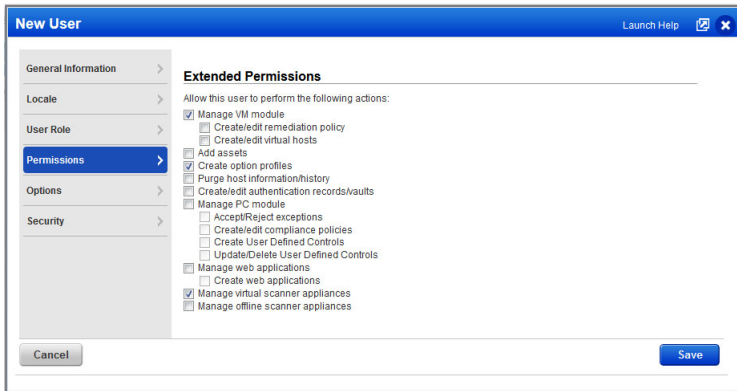 New User
Launch Help
General Information
Locale
User Role
Permissions
Options
Security
Extended Permissions
Allow this user to perform the following actions:
Manage VM module
Create/edit remediation policy
Create/edit virtual hosts
Add assets
Create option profiles
Purge host information/history
Create/edit authentication records/vaults
Manage PC module
Accept/Reject exceptions
Create/edit compliance policies
Create User Defined Controls
Update/Delete User Defined Controls
Manage web applications
Create web applications
Manage virtual scanner appliances
Manage offline scanner appliances
Cancel
Save